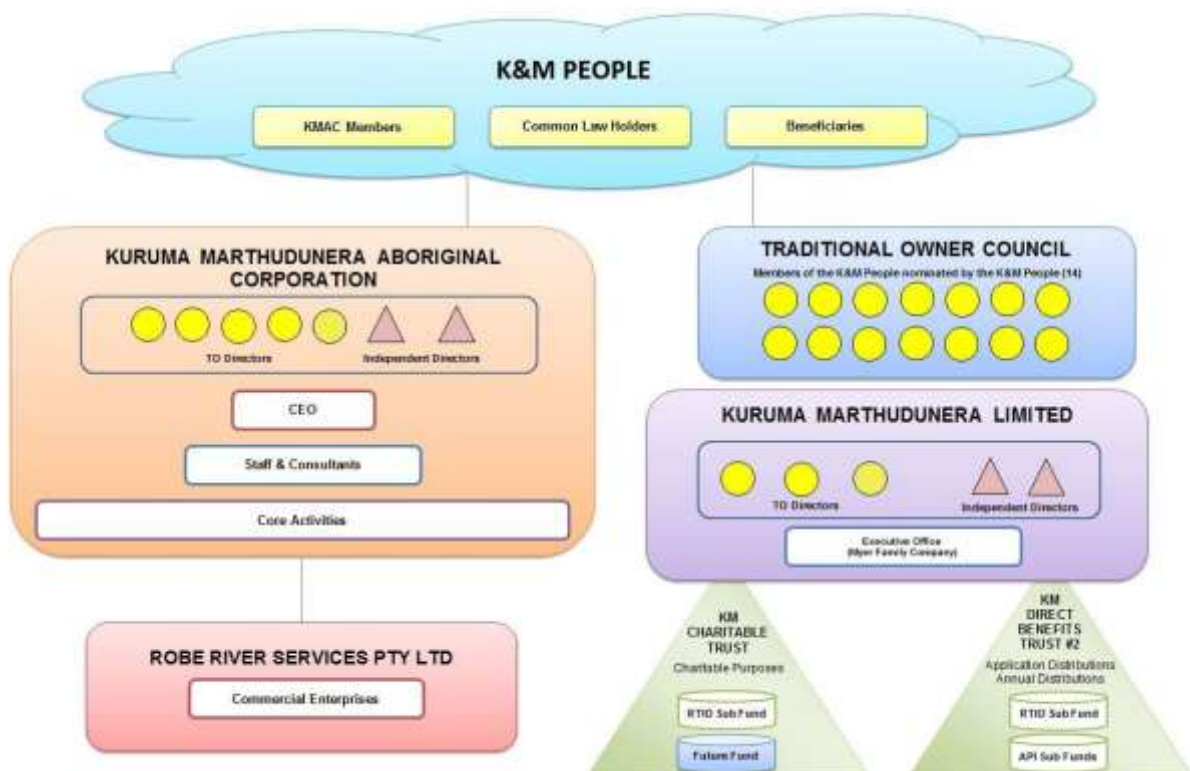 K&M PEOPLE
KMAC Members
Common Law Holders
Beneficiaries
KURUMA MARTHUDUNERA ABORIGINAL
CORPORATION
TO Directors
Independent Directors
CEO
Staff & Consultants
Core Activities
ROBE RIVER SERVICES PTY LTD
Commercial Enterprises
TRADITIONAL OWNER COUNCIL
Members of the K&M People nominated by the K&M People (14)
KURUMA MARTHUDUNERA LIMITED
TO Directors
Independent Directors
Executive Office
(Myer Family Company)
KM
CHARITABLE
TRUST
Charitable Purposes
RTIO Sub Fund
Future Fund
KM
DIRECT
BENEFITS
TRUST #2
Application Distributions
Annual Distributions
RTIO Sub Fund
API Sub Funds